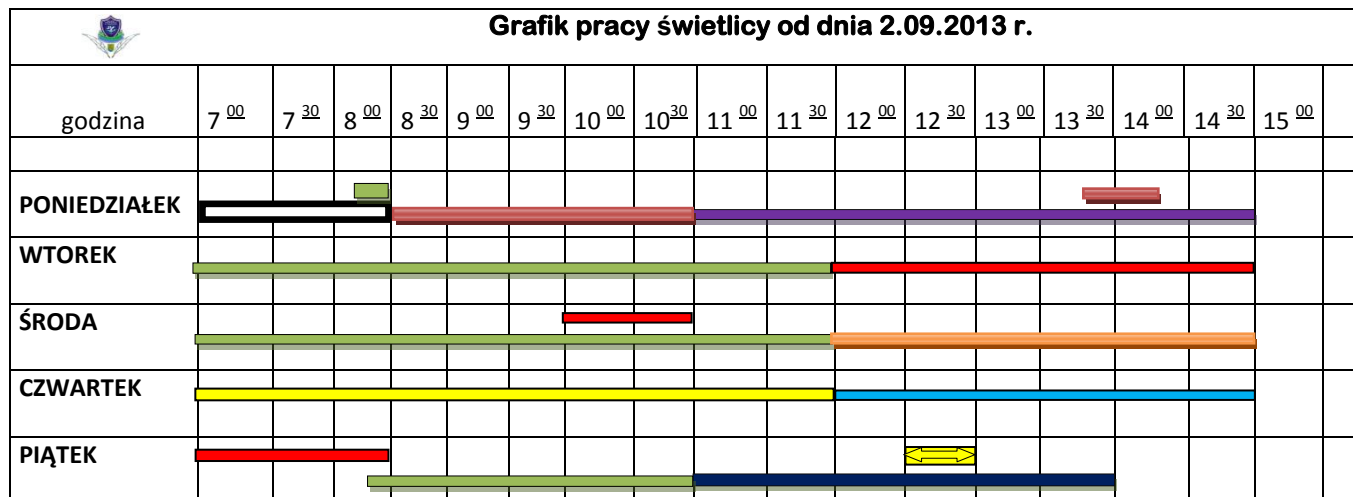 Grafik pracy świetlicy od dnia 2.09.2013 r.
godzina 7 00 7 30 8 00 8 30 9 00 9 30 10 00 10 30 11 00 11 30 12 00 12 30 13 00 13 30 14 00 14 30 15 00
PONIEDZIAŁEK
WTOREK
ŚRODA
CZWARTEK
PIĄTEK